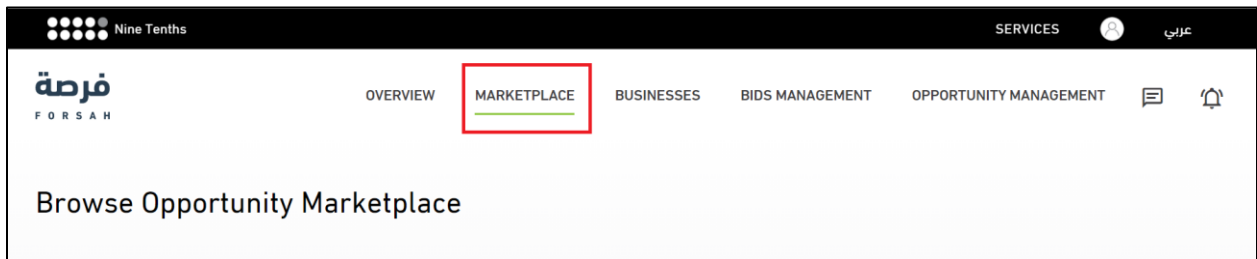 Nine Tenths
SERVICES
عربي
فرصة
FORSAH
OVERVIEW
MARKETPLACE
BUSINESSES
BIDS MANAGEMENT
OPPORTUNITY MANAGEMENT
Browse Opportunity Marketplace